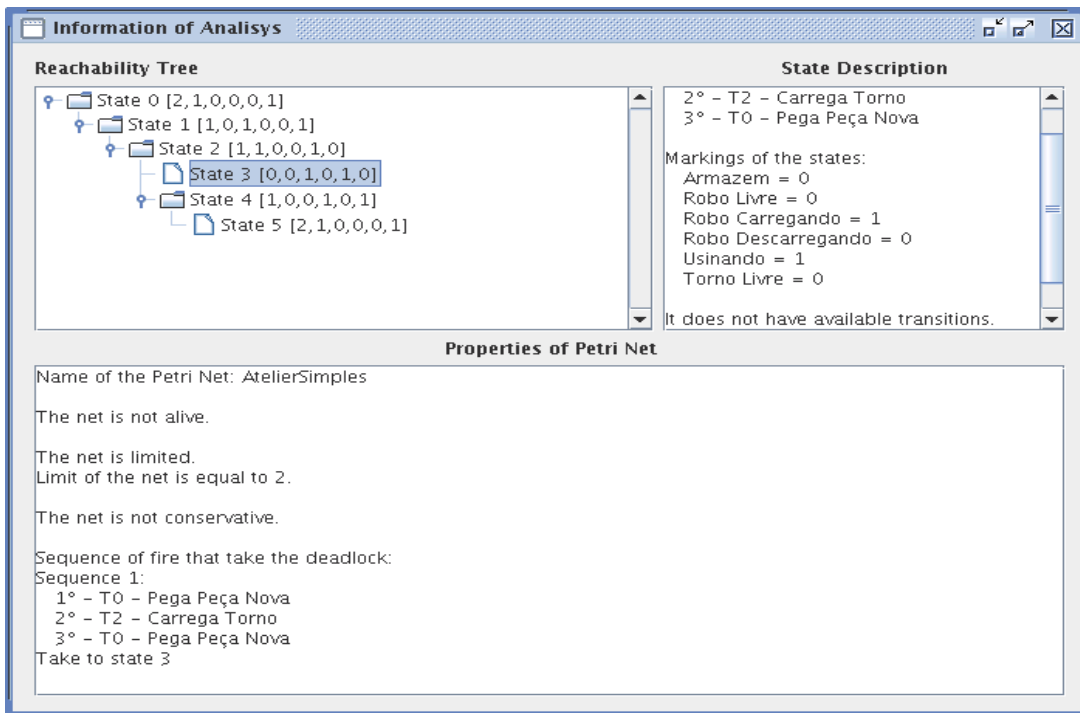 Information of Analisys
Reachability Tree
State 0 [2,1,0,0,0,1]
State 1 [1,0,1,0,0,1]
State 2 [1,1,0,0,1,0]
State 3 [0,0,1,0,1,0]
State 4 [1,0,0,1,0,1]
State 5 [2,1,0,0,0,1]
State Description
2° - T2 - Carrega Torno
3° - T0 - Pega Peça Nova
Markings of the states:
Armazem = 0
Robo Livre = 0
Robo Carregando = 1
Robo Descarregando = 0
Usinando = 1
Torno Livre = 0
It does not have available transitions.
Properties of Petri Net
Name of the Petri Net: AtelierSimples
The net is not alive.
The net is limited.
Limit of the net is equal to 2.
The net is not conservative.
Sequence of fire that take the deadlock:
Sequence 1:
1° - T0 - Pega Peça Nova
2° - T2 - Carrega Torno
3° - T0 - Pega Peça Nova
Take to state 3